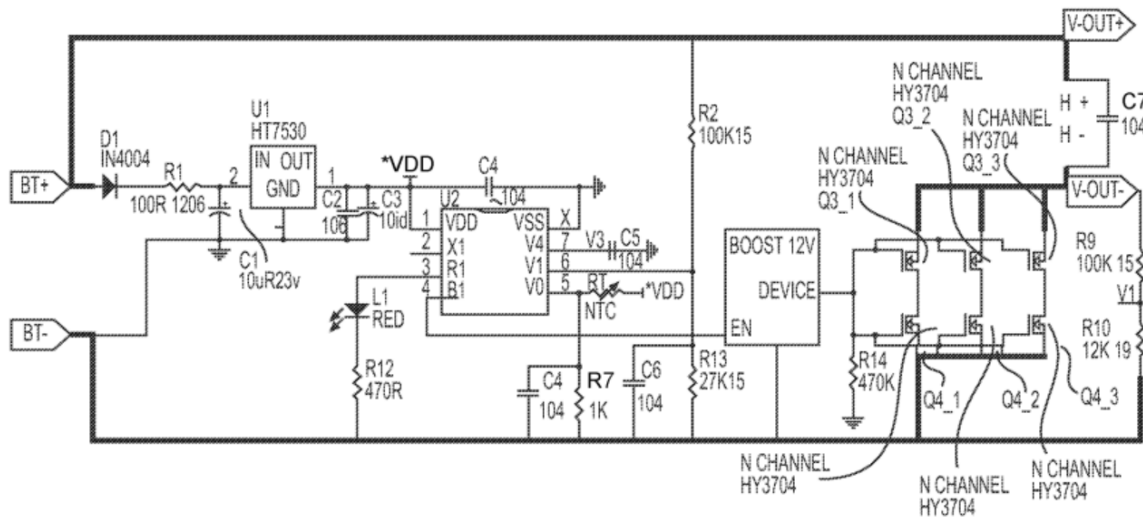 V-OUT+
N CHANNEL
HY3704
Q3_2
N CHANNEL
HY3704
Q3_3
H +
H -
C7
104
U1
HT7530
R2
100K15
D1
IN4004
IN OUT
GND
2
1
*VDD
C4
104
N CHANNEL
HY3704
Q3_1
BT+
R1
100R 1206
V-OUT-
C2
106
C3
10id
U2
1
VDD
VSS
X
2
X1
V4
7
V3
C5
104
3
R1
V1
6
4
B1
V0
5
RT
NTC
*VDD
C1
10uR23v
BOOST 12V
DEVICE
EN
R9
100K 15
V1
L1
RED
BT-
R12
470R
C4
104
R7
1K
C6
104
R13
27K15
R14
470K
R10
12K 19
Q4_1
Q4_2
Q4_3
N CHANNEL
HY3704
N CHANNEL
HY3704
N CHANNEL
HY3704